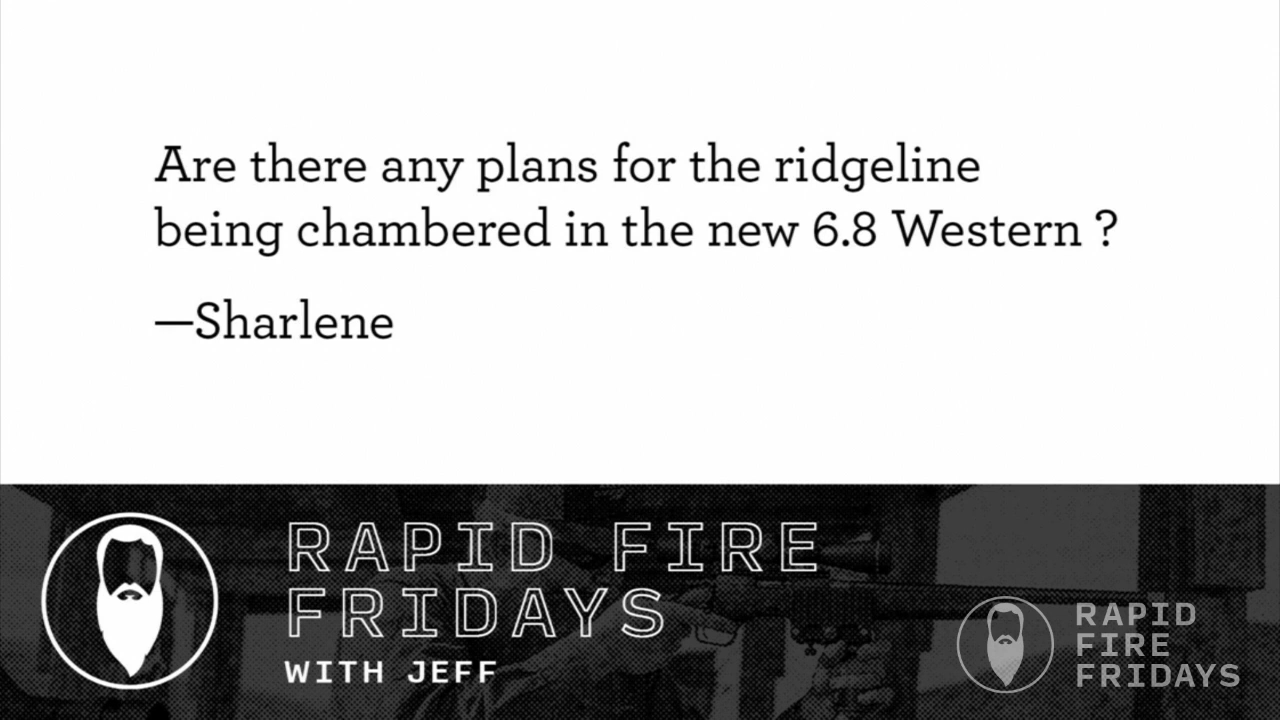 Are there any plans for the ridgeline
being chambered in the new 6.8 Western ?
—Sharlene
RAPID FIRE
FRIDAYS
WITH JEFF
RAPID
FIRE
FRIDAYS